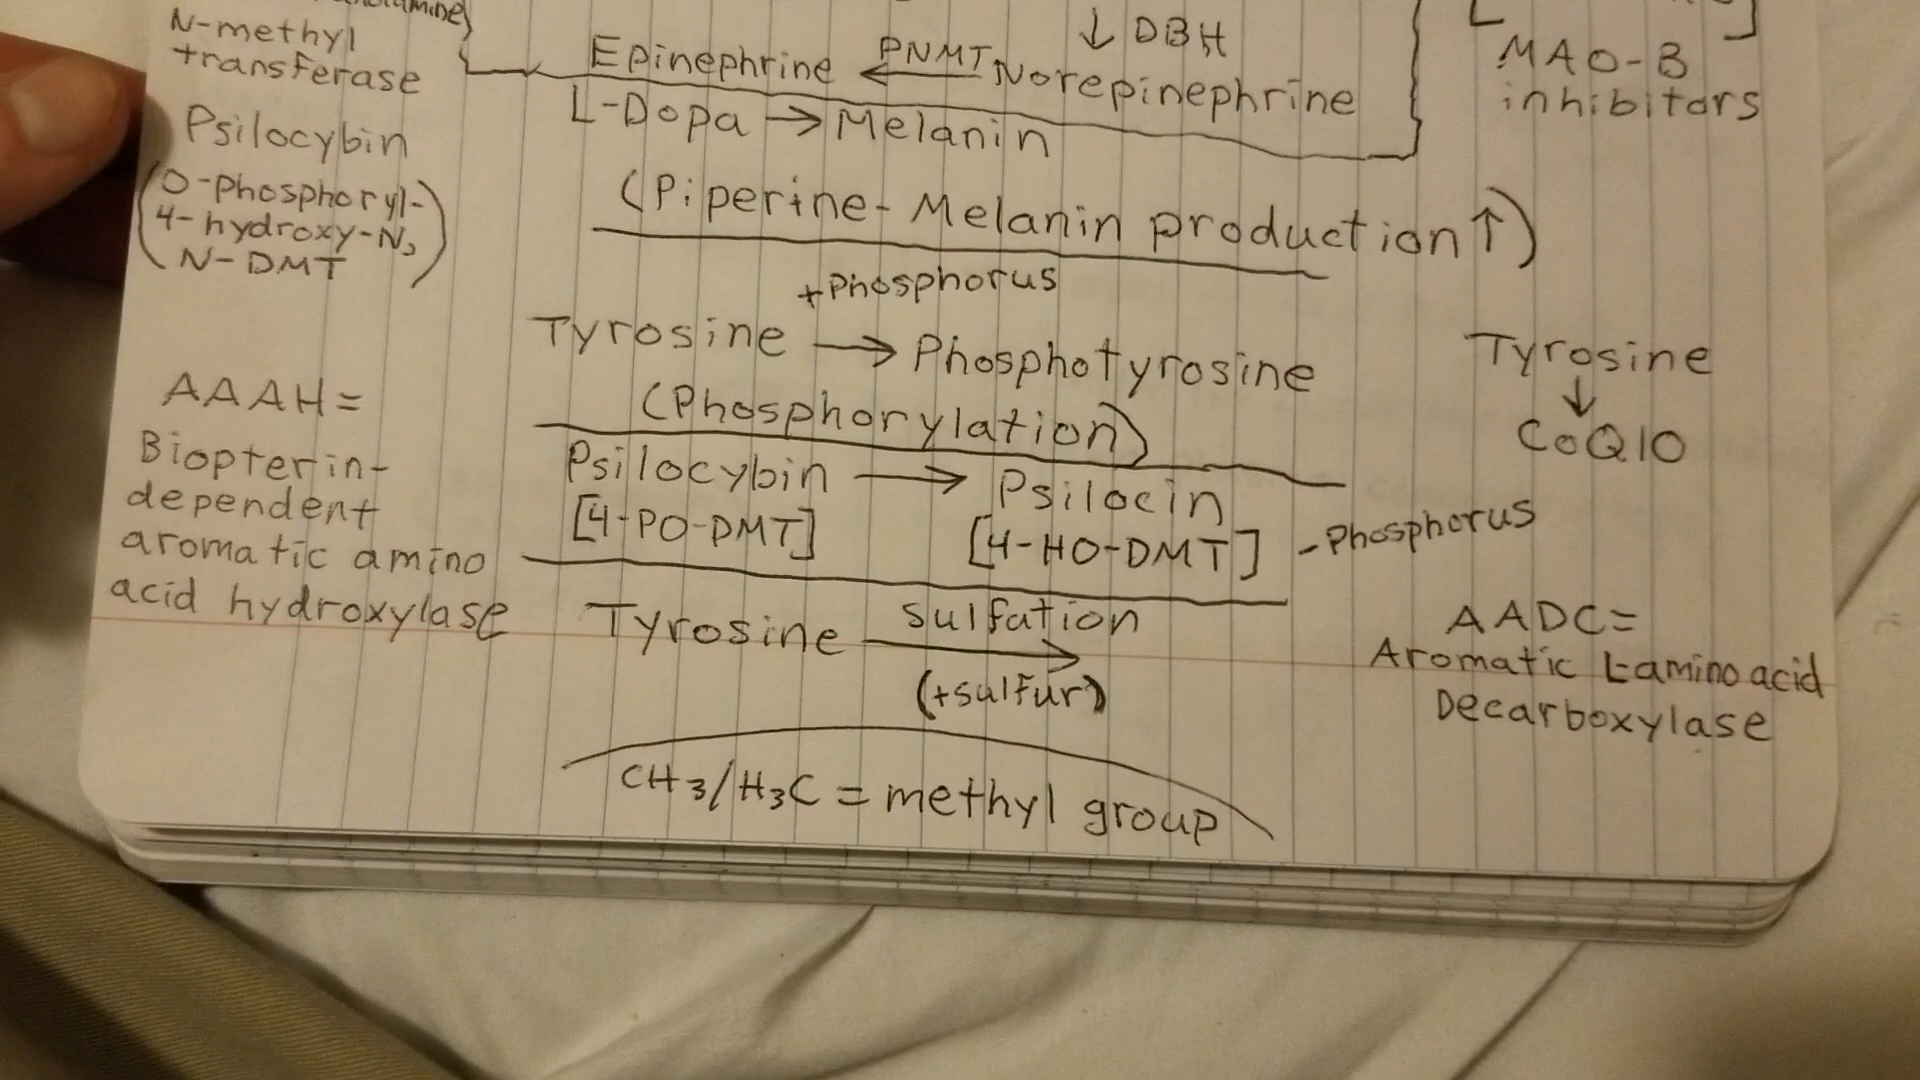 N-methyl
transferase
Psilocybin
(O-phosphoryl-
4-hydroxy-N,
N-DMT)
AAAH=
Biopterin-
dependent
aromatic amino
acid hydroxylase
↓ DBH
Epinephrine ← PNMT Norepinephrine
L-Dopa → Melanin
(Piperine- Melanin production ↑)
+Phosphorus
Tyrosine → Phosphotyrosine
(Phosphorylation)
Psilocybin → Psilocin
[4-PO-DMT] [4-HO-DMT] -Phosphorus
Tyrosine sulfation →
(+sulfur)
CH3/H3C = methyl group
MAO-B
inhibitors
Tyrosine
↓
CoQ10
AADC=
Aromatic L-amino acid
Decarboxylase